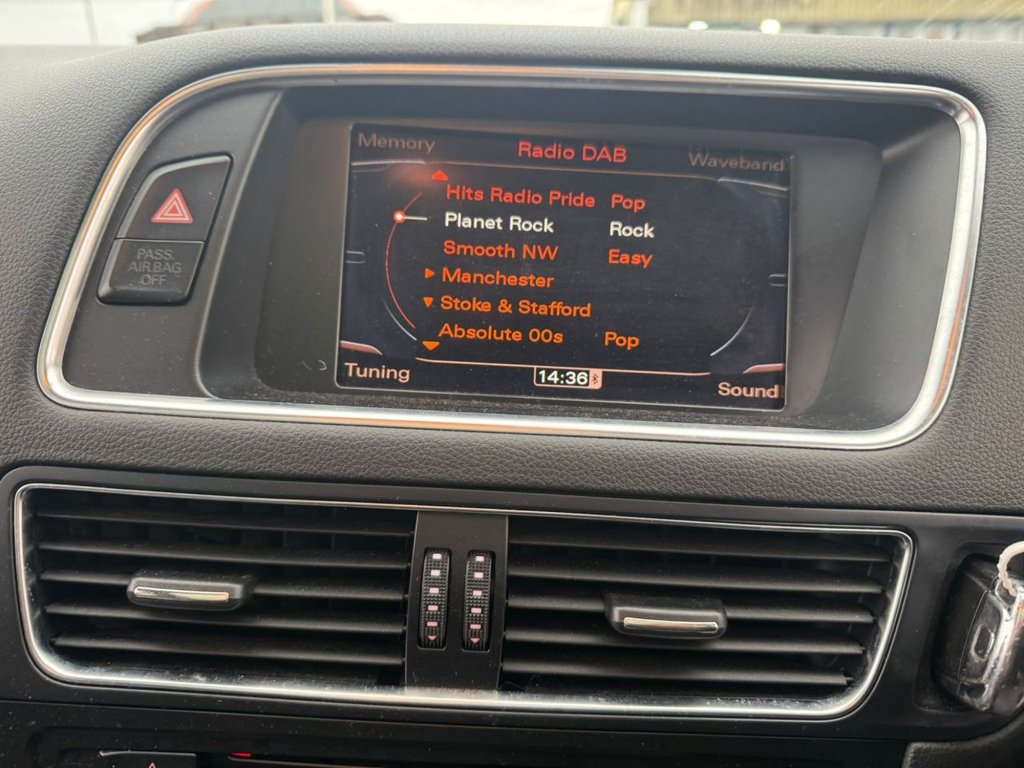 Memory Radio DAB Waveband
Hits Radio Pride Pop
Planet Rock Rock
Smooth NW Easy
Manchester
Stoke & Stafford
Absolute 00s Pop
Tuning 14:36 Sound
PASS.
AIR BAG
OFF